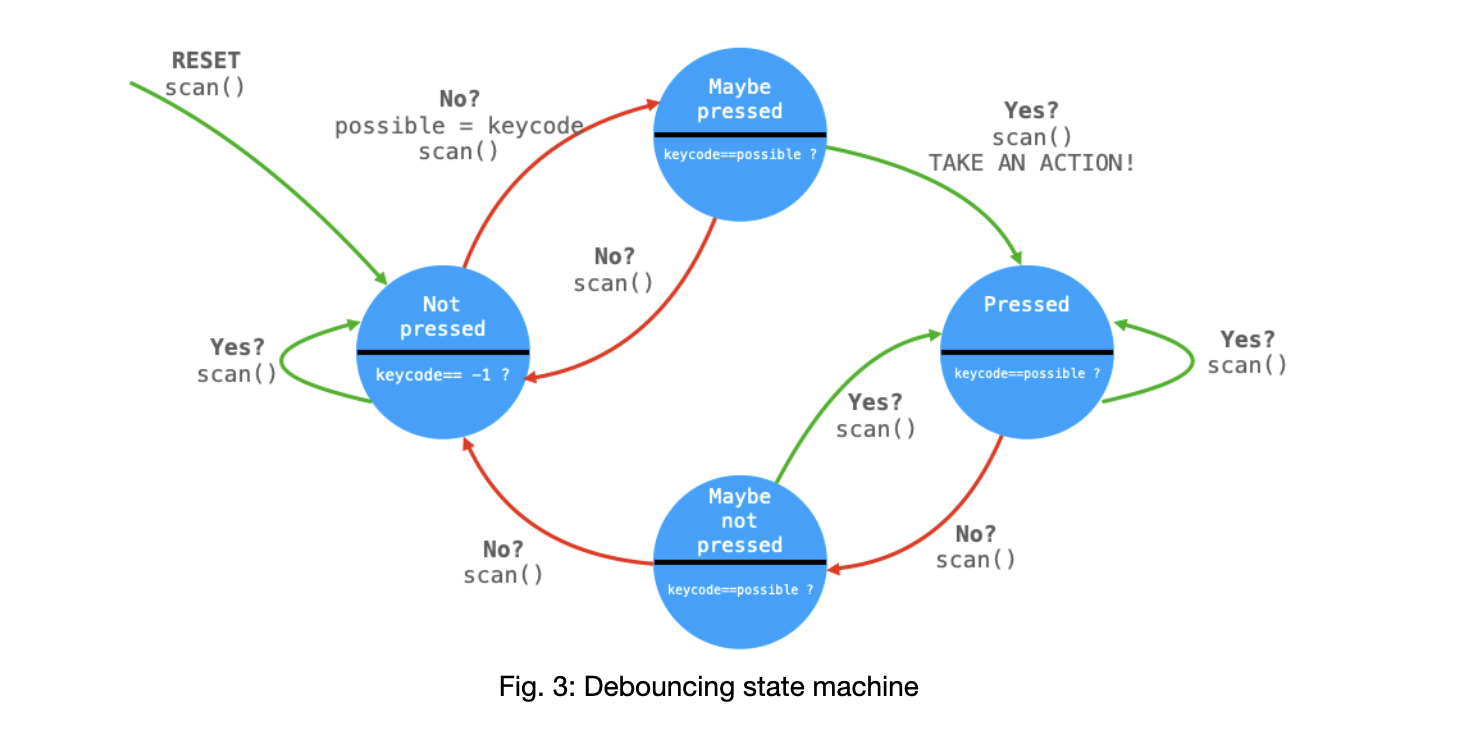 RESET
scan()
No?
possible = keycode
scan()
Maybe
pressed
keycode==possible ?
Yes?
scan()
TAKE AN ACTION!
No?
scan()
Not
pressed
keycode== -1 ?
Yes?
scan()
Pressed
keycode==possible ?
Yes?
scan()
Yes?
scan()
Maybe
not
pressed
keycode==possible ?
No?
scan()
No?
scan()
Fig. 3: Debouncing state machine